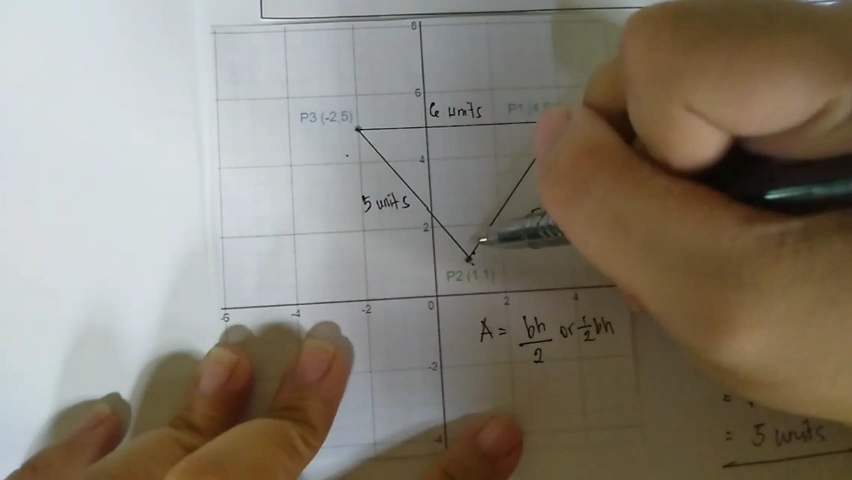 8
6
6 units
P1 (4,5)
P3 (-2,5)
4
5 units
2
P2 (1,1)
-6
-4
-2
0
2
4
A = bh/2 or 1/2 bh
-2
-4
=
= 5 units